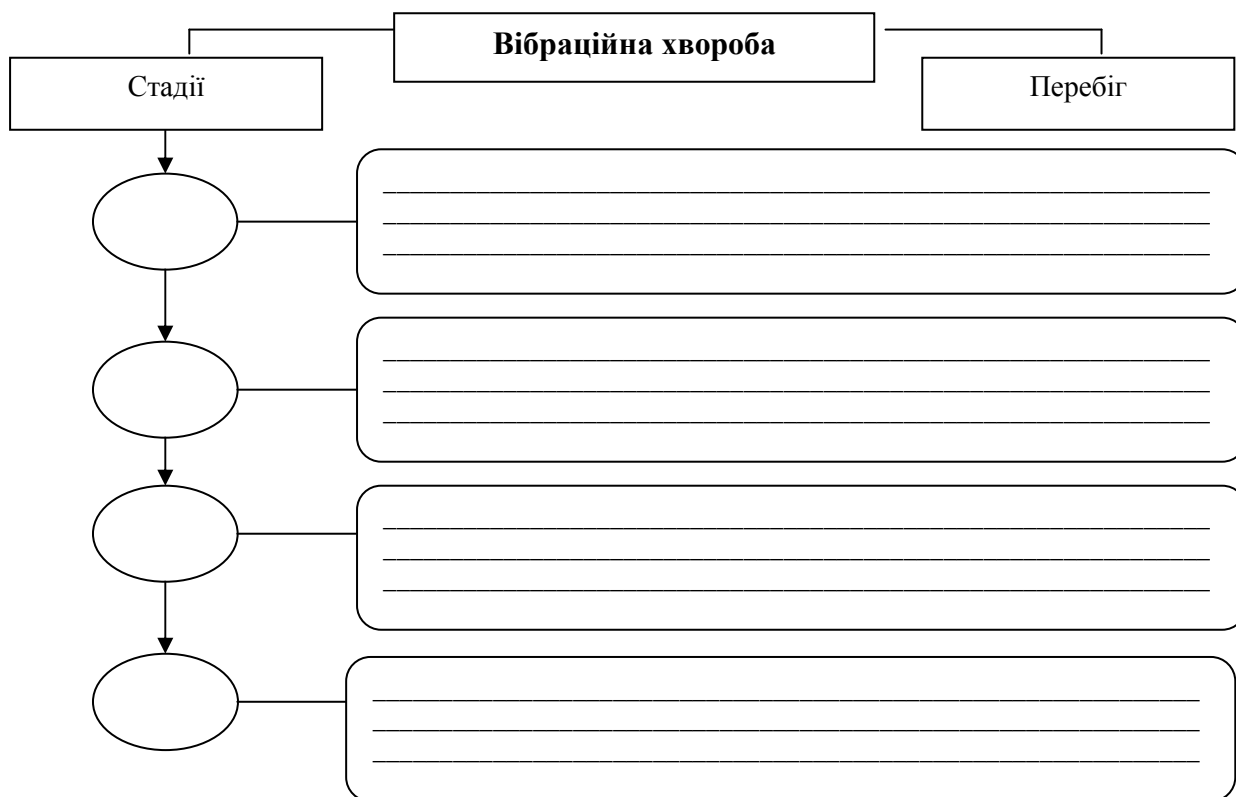 Вібраційна хвороба
Стадії
Перебіг